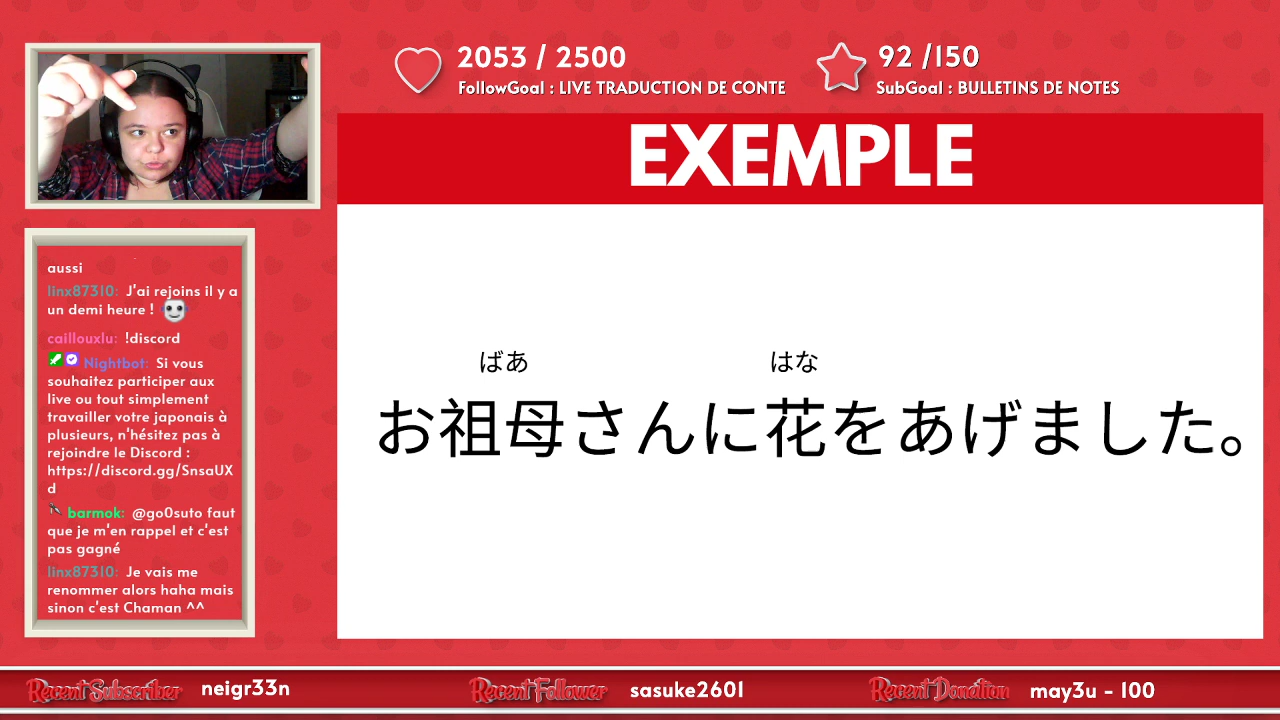 2053 / 2500
FollowGoal : LIVE TRADUCTION DE CONTE
92 /150
SubGoal : BULLETINS DE NOTES
EXEMPLE
ばあ はな
お祖母さんに花をあげました。
aussi
linx87310: J'ai rejoins il y a
un demi heure !
caillouxlu: !discord
Nightbot: Si vous
souhaitez participer aux
live ou tout simplement
travailler votre japonais à
plusieurs, n'hésitez pas à
rejoindre le Discord :
https://discord.gg/SnsaUX
d
barmok: @go0suto faut
que je m'en rappel et c'est
pas gagné
linx87310: Je vais me
renommer alors haha mais
sinon c'est Chaman ^^
Recent Subscriber neigr33n
Recent Follower sasuke2601
Recent Donation may3u - 100